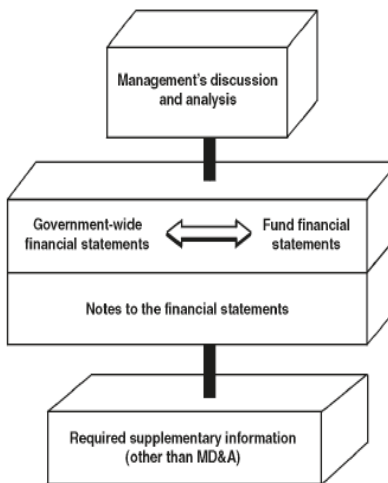 Management's discussion
and analysis
Government-wide
financial statements
Fund financial
statements
Notes to the financial statements
Required supplementary information
(other than MD&A)